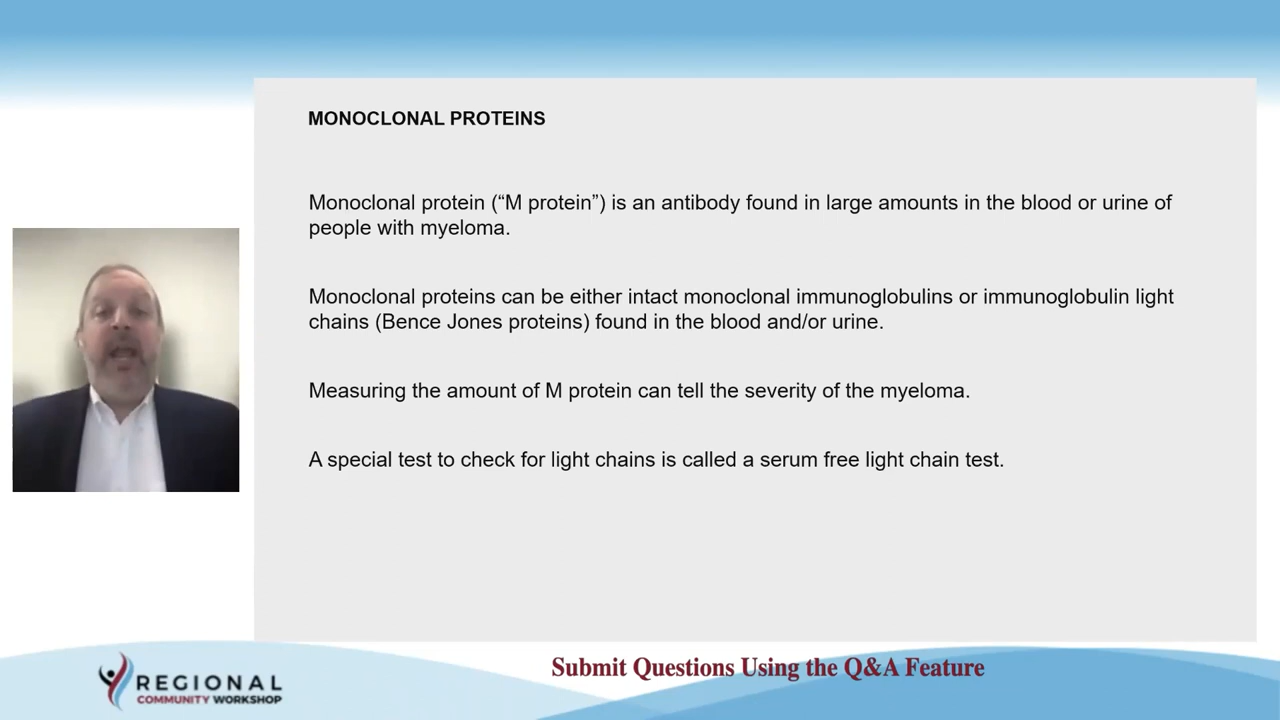 MONOCLONAL PROTEINS
Monoclonal protein (“M protein”) is an antibody found in large amounts in the blood or urine of
people with myeloma.
Monoclonal proteins can be either intact monoclonal immunoglobulins or immunoglobulin light
chains (Bence Jones proteins) found in the blood and/or urine.
Measuring the amount of M protein can tell the severity of the myeloma.
A special test to check for light chains is called a serum free light chain test.
Submit Questions Using the Q&A Feature
REGIONAL
COMMUNITY WORKSHOP